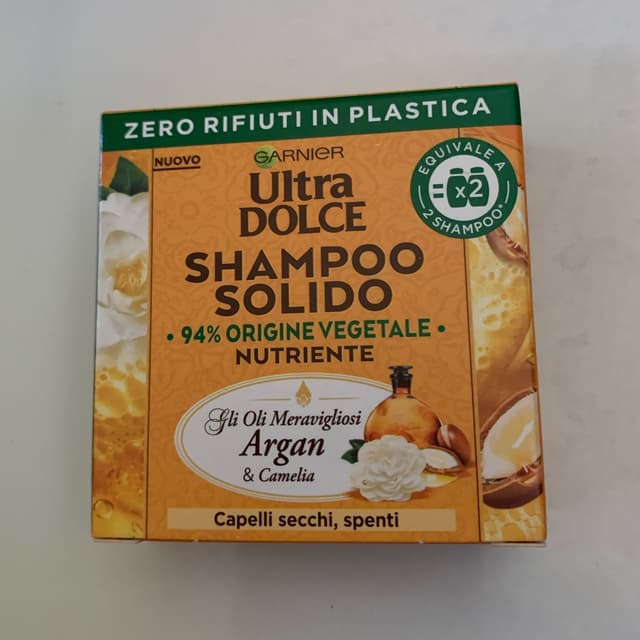 ZERO RIFIUTI IN PLASTICA
NUOVO
GARNIER
Ultra
DOLCE
EQUIVALE A
= x2
2 SHAMPOO*
SHAMPOO
SOLIDO
• 94% ORIGINE VEGETALE •
NUTRIENTE
Gli Oli Meravigliosi
Argan
& Camelia
Capelli secchi, spenti